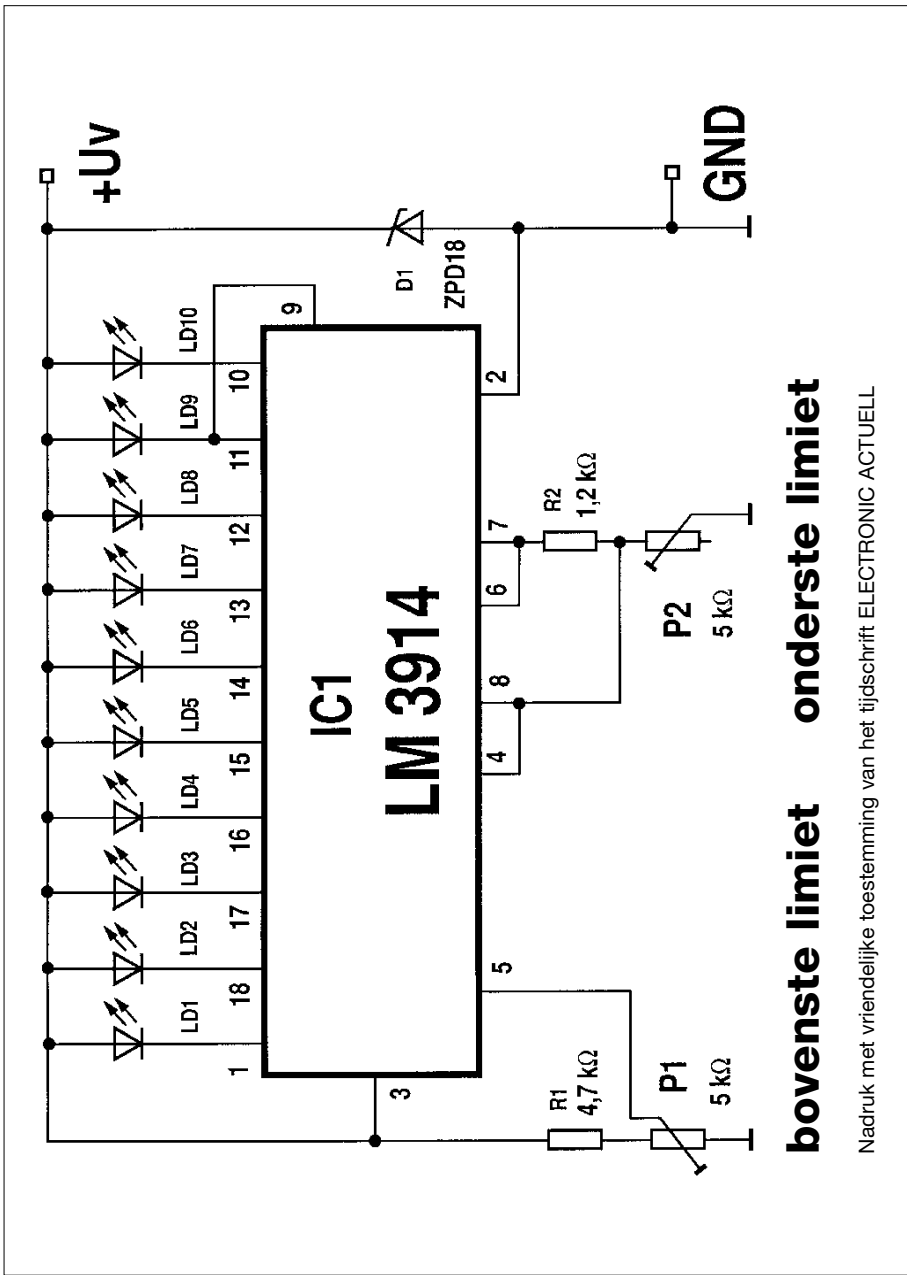 +Uv
LD1
LD2
LD3
LD4
LD5
LD6
LD7
LD8
LD9
LD10
1
18
17
16
15
14
13
12
11
10
9
3
IC1
LM 3914
D1
ZPD18
5
4
8
6
7
2
R1
4,7 kΩ
R2
1,2 kΩ
P1
5 kΩ
P2
5 kΩ
GND
bovenste limiet
onderste limiet
Nadruk met vriendelijke toestemming van het tijdschrift ELECTRONIC ACTUELL